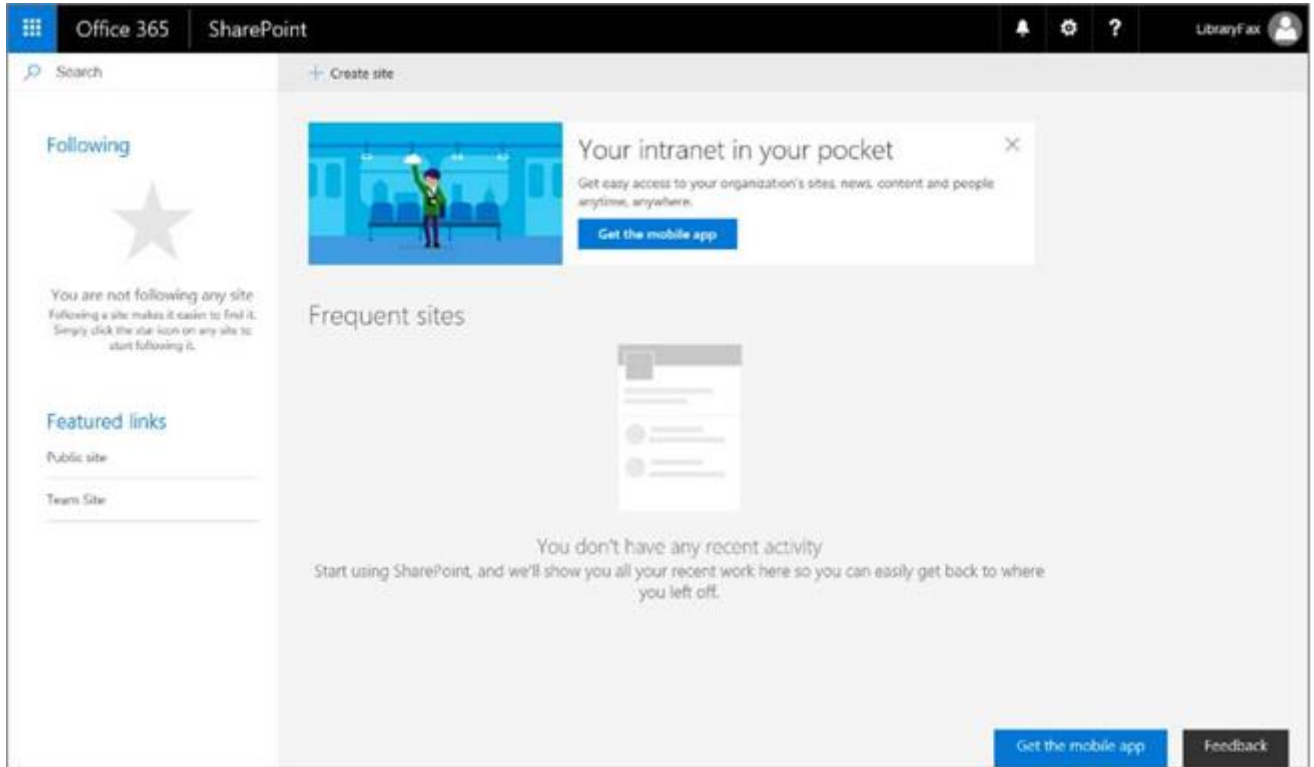 Office 365
SharePoint
?
LibraryFax
Search
+ Create site
Following
You are not following any site
Following a site makes it easier to find it.
Simply click the star icon on any site to
start following it.
Featured links
Public site
Team Site
Your intranet in your pocket
Get easy access to your organization's sites, news, content and people
anytime, anywhere.
Get the mobile app
Frequent sites
You don't have any recent activity
Start using SharePoint, and we'll show you all your recent work here so you can easily get back to where
you left off.
Get the mobile app
Feedback